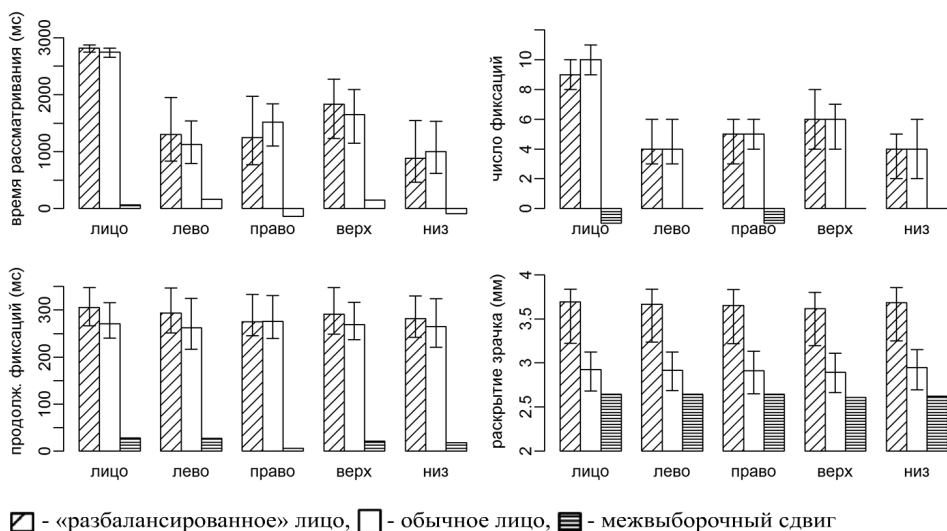 время рассматривания (мс)
3000
2000
1000
0
лицо лево право верх низ
число фиксаций
10
8
6
4
2
0
лицо лево право верх низ
продолж. фиксаций (мс)
300
200
100
0
лицо лево право верх низ
раскрытие зрачка (мм)
4
3,5
3
2,5
2
лицо лево право верх низ
- «разбалансированное» лицо, - обычное лицо, - межвыборочный сдвиг